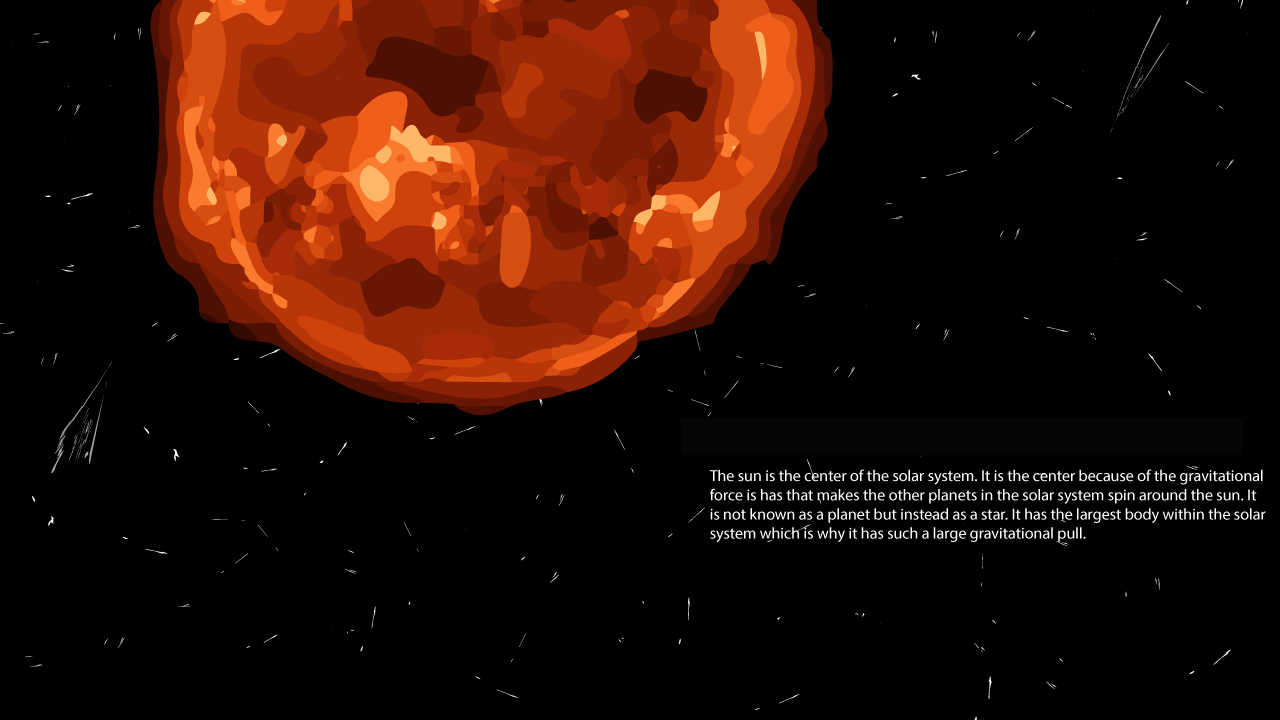 The sun is the center of the solar system. It is the center because of the gravitational
force is has that makes the other planets in the solar system spin around the sun. It
is not known as a planet but instead as a star. It has the largest body within the solar
system which is why it has such a large gravitational pull.